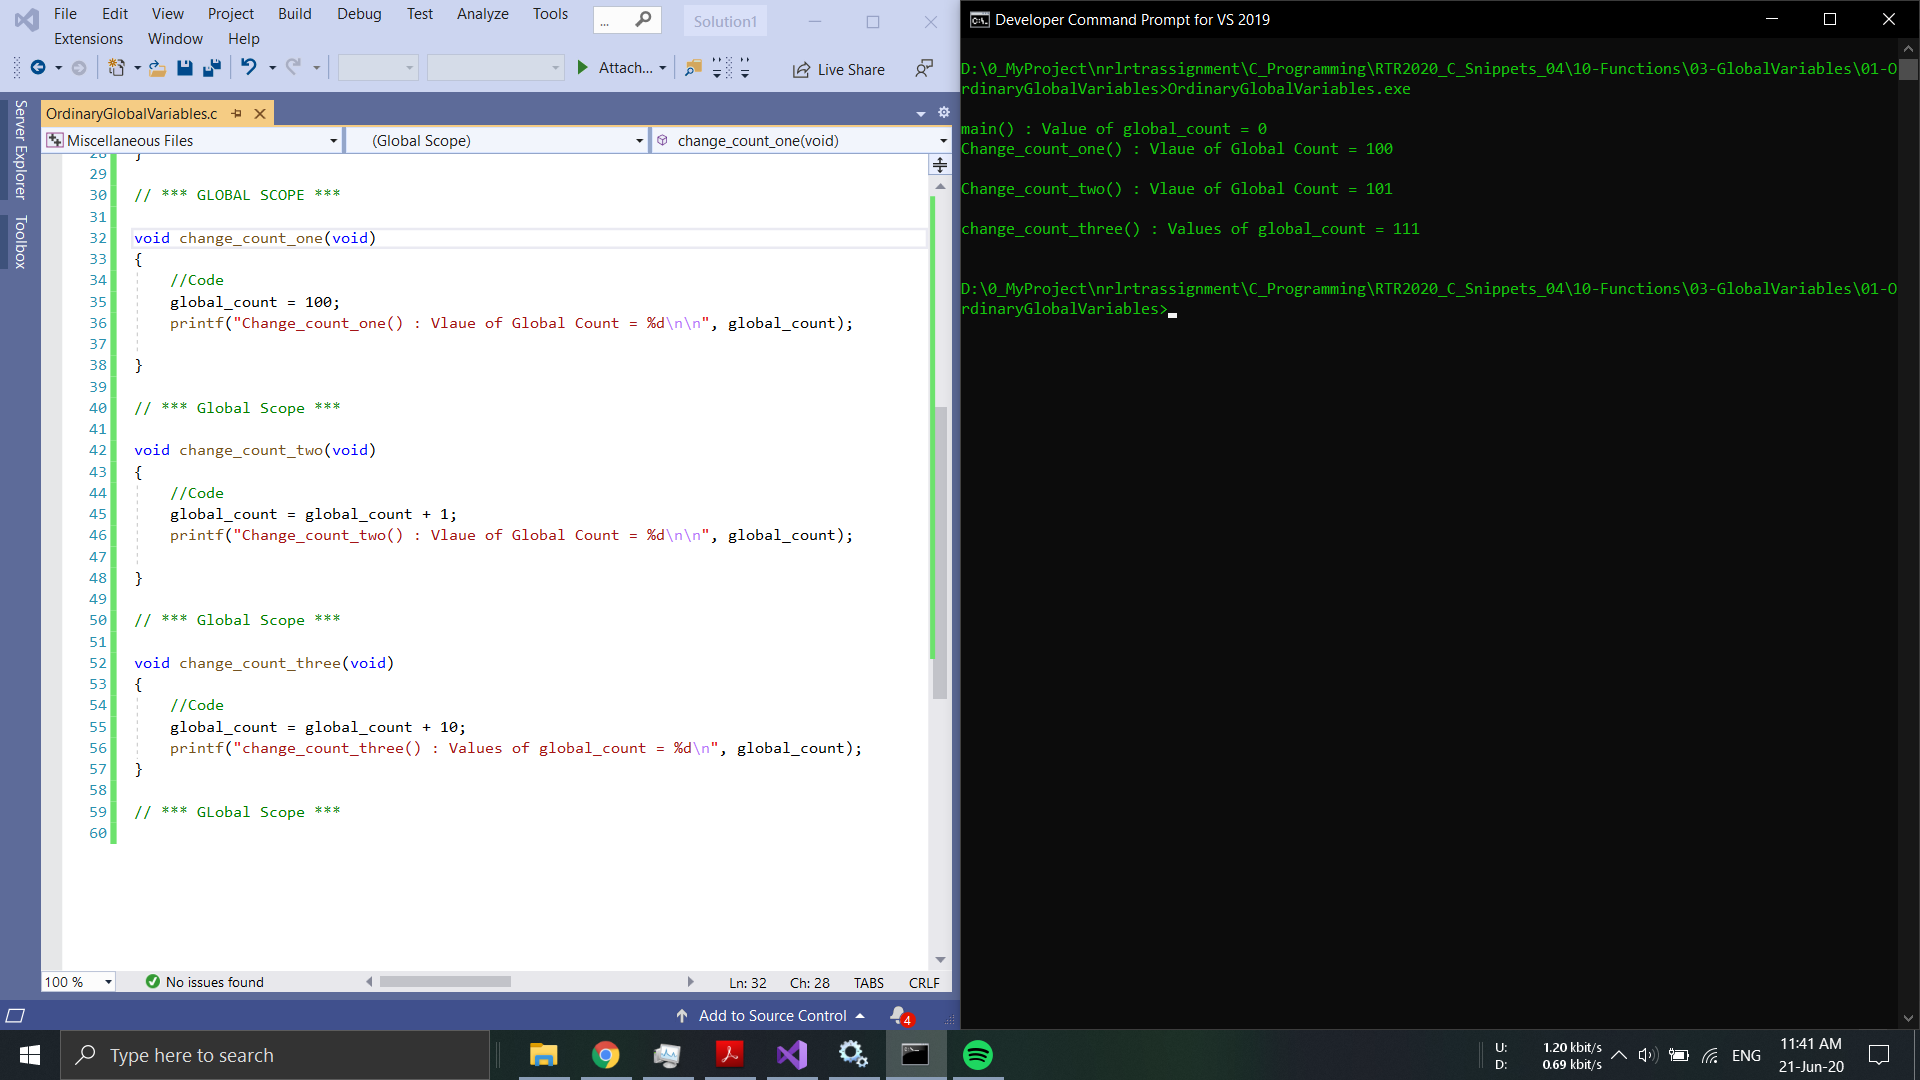 File Edit View Project Build Debug Test Analyze Tools ... Solution1
Extensions Window Help
Attach... Live Share
Server Explorer
Toolbox
OrdinaryGlobalVariables.c
Miscellaneous Files (Global Scope) change_count_one(void)
28 }
29
30 // *** GLOBAL SCOPE ***
31
32 void change_count_one(void)
33 {
34 //Code
35 global_count = 100;
36 printf("Change_count_one() : Vlaue of Global Count = %d\n\n", global_count);
37
38 }
39
40 // *** Global Scope ***
41
42 void change_count_two(void)
43 {
44 //Code
45 global_count = global_count + 1;
46 printf("Change_count_two() : Vlaue of Global Count = %d\n\n", global_count);
47
48 }
49
50 // *** Global Scope ***
51
52 void change_count_three(void)
53 {
54 //Code
55 global_count = global_count + 10;
56 printf("change_count_three() : Values of global_count = %d\n", global_count);
57 }
58
59 // *** GLobal Scope ***
60
100 % No issues found Ln: 32 Ch: 28 TABS CRLF
Add to Source Control 4
Developer Command Prompt for VS 2019
D:\0_MyProject\nrlrtrassignment\C_Programming\RTR2020_C_Snippets_04\10-Functions\03-GlobalVariables\01-O
rdinaryGlobalVariables>OrdinaryGlobalVariables.exe
main() : Value of global_count = 0
Change_count_one() : Vlaue of Global Count = 100
Change_count_two() : Vlaue of Global Count = 101
change_count_three() : Values of global_count = 111
D:\0_MyProject\nrlrtrassignment\C_Programming\RTR2020_C_Snippets_04\10-Functions\03-GlobalVariables\01-O
rdinaryGlobalVariables>
Type here to search
U: 1.20 kbit/s
D: 0.69 kbit/s
ENG
11:41 AM
21-Jun-20